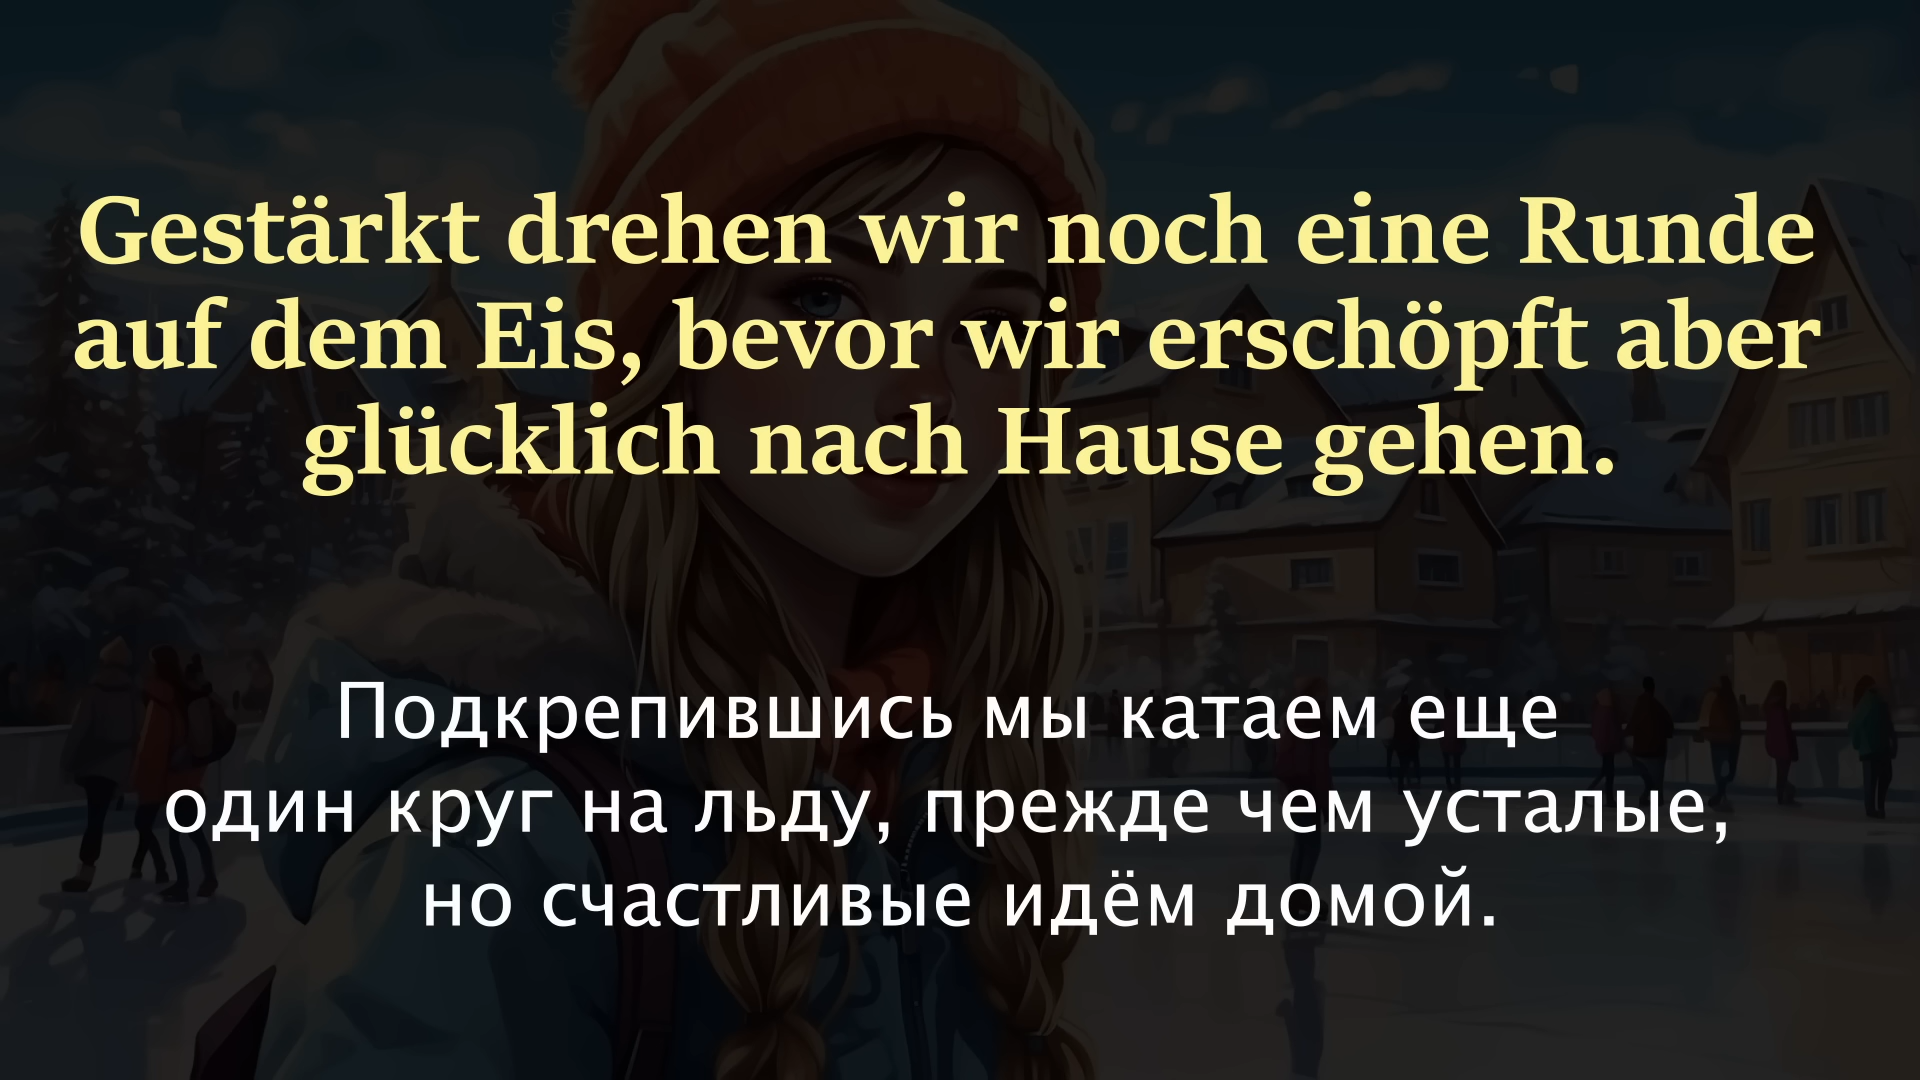 Gestärkt drehen wir noch eine Runde
auf dem Eis, bevor wir erschöpft aber
glücklich nach Hause gehen.
Подкрепившись мы катаем еще
один круг на льду, прежде чем усталые,
но счастливые идём домой.